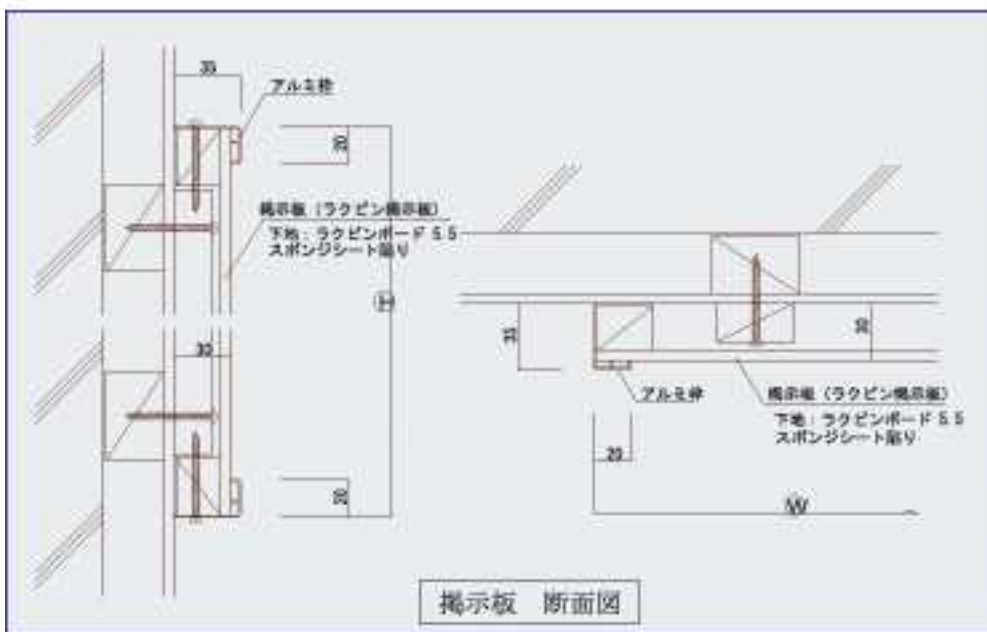 35
アルミ枠
20
掲示板（ラクピン掲示板）
下地：ラクピンボード 5.5
スポンジシート貼り
H
30
20
35
30
アルミ枠
掲示板（ラクピン掲示板）
下地：ラクピンボード 5.5
スポンジシート貼り
20
W
掲示板　断面図